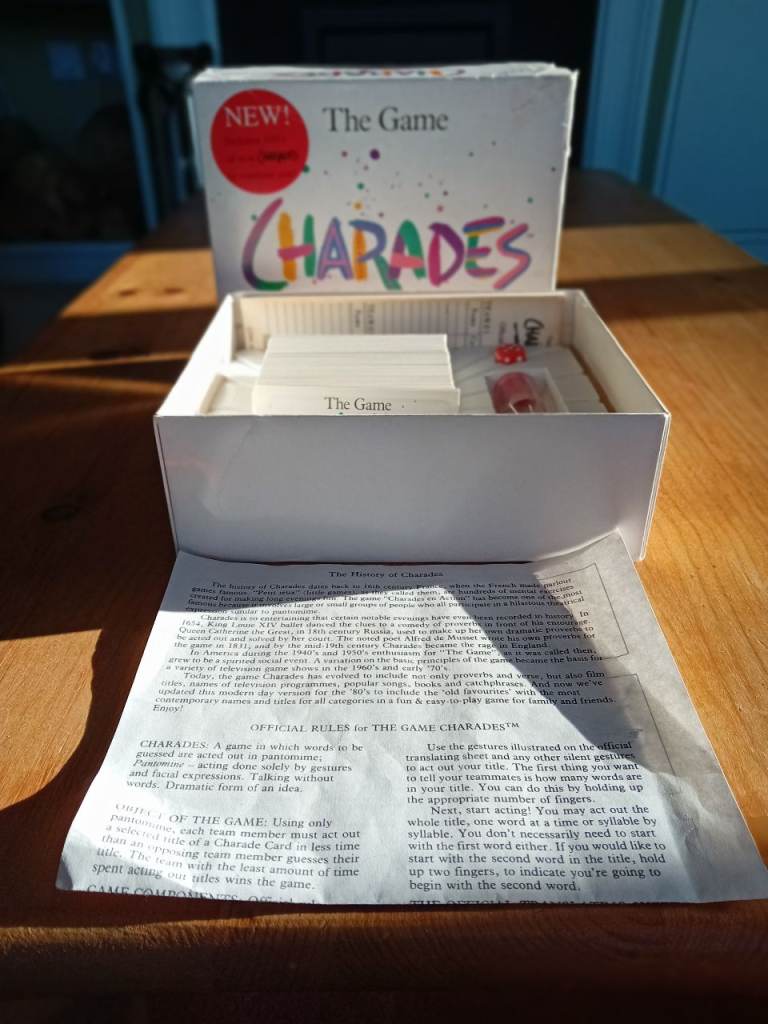 NEW!
The Game
CHARADES
The Game
The History of Charades
The history of Charades dates back to 16th century France, when the French made parlour
games famous. "Petit jeux" (little games), as they called them, are hundreds of mental exercises
created for making long evenings fun. The game "Charades en Action" has become one of the most
famous because it involves large or small groups of people who all participate in a hilarious theatrical
experience similar to pantomime.
Charades is so entertaining that certain notable evenings have even been recorded in history. In
1654, King Louis XIV ballet danced the clues to a comedy of proverbs in front of his entourage.
Queen Catherine the Great, in 18th century Russia, used to make up her own dramatic proverbs to
be acted out and solved by her court. The noted poet Alfred de Musset wrote his own proverbs for
the game in 1831, and by the mid-19th century Charades became the rage in England.
In America during the 1940's and 1950's enthusiasm for "The Game", as it was called then,
grew to be a spirited social event. A variation on the basic principles of the game became the basis for
a variety of television game shows in the 1960's and early '70's.
Today, the game Charades has evolved to include not only proverbs and verse, but also film
titles, names of television programmes, popular songs, books and catchphrases. And now we've
updated this modern day version for the '80's to include the 'old favourites' with the most
contemporary names and titles for all categories in a fun & easy-to-play game for family and friends.
Enjoy!
OFFICIAL RULES for THE GAME CHARADES™
CHARADES: A game in which words to be
guessed are acted out in pantomime;
Pantomine – acting done solely by gestures
and facial expressions. Talking without
words. Dramatic form of an idea.
OBJECT OF THE GAME: Using only
pantomime, each team member must act out
a selected title of a Charade Card in less time
than an opposing team member guesses their
title. The team with the least amount of time
spent acting out titles wins the game.
GAME COMPONENTS:
Use the gestures illustrated on the official
translating sheet and any other silent gestures
to act out your title. The first thing you want
to tell your teammates is how many words are
in your title. You can do this by holding up
the appropriate number of fingers.
Next, start acting! You may act out the
whole title, one word at a time or syllable by
syllable. You don't necessarily need to start
with the first word either. If you would like to
start with the second word in the title, hold
up two fingers, to indicate you're going to
begin with the second word.
THE OFFICIAL